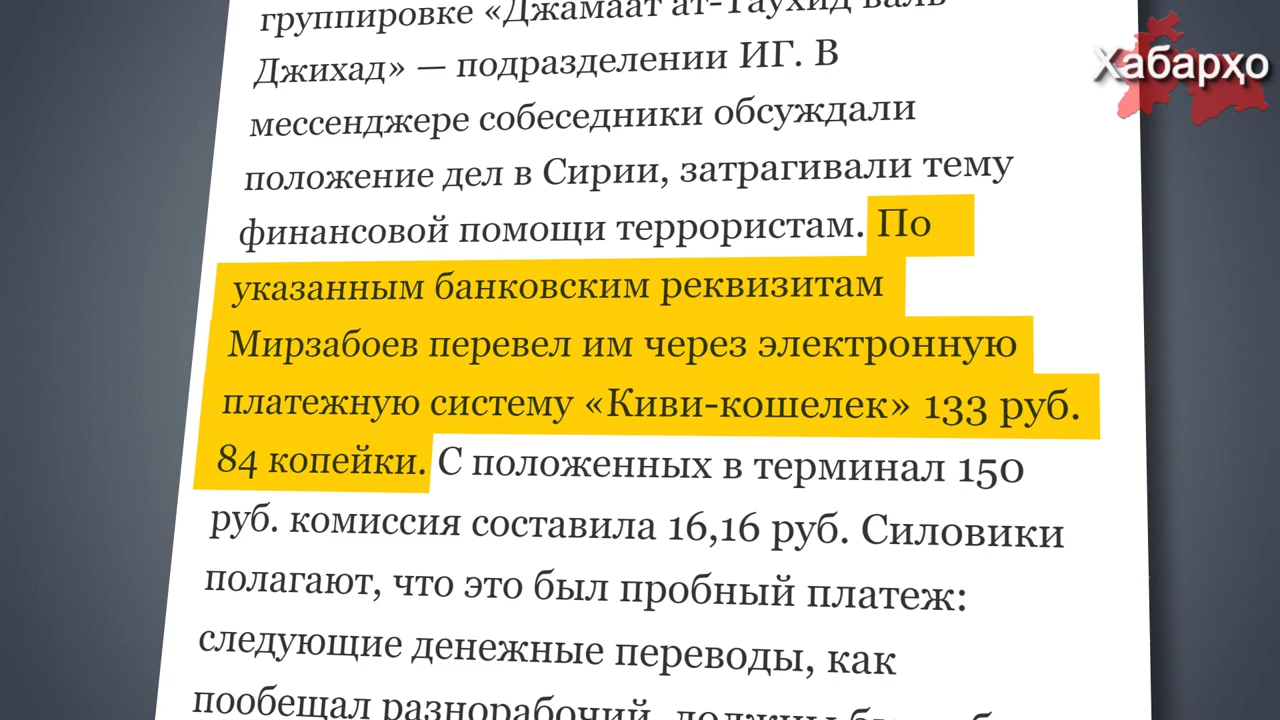 группировке «Джамаат ат-Таухид валь
Хабарҳо
Джихад» — подразделении ИГ. В
мессенджере собеседники обсуждали
положение дел в Сирии, затрагивали тему
финансовой помощи террористам. По
указанным банковским реквизитам
Мирзабоев перевел им через электронную
платежную систему «Киви-кошелек» 133 руб.
84 копейки. С положенных в терминал 150
руб. комиссия составила 16,16 руб. Силовики
полагают, что это был пробный платеж:
следующие денежные переводы, как
пообещал разнорабочий, должны